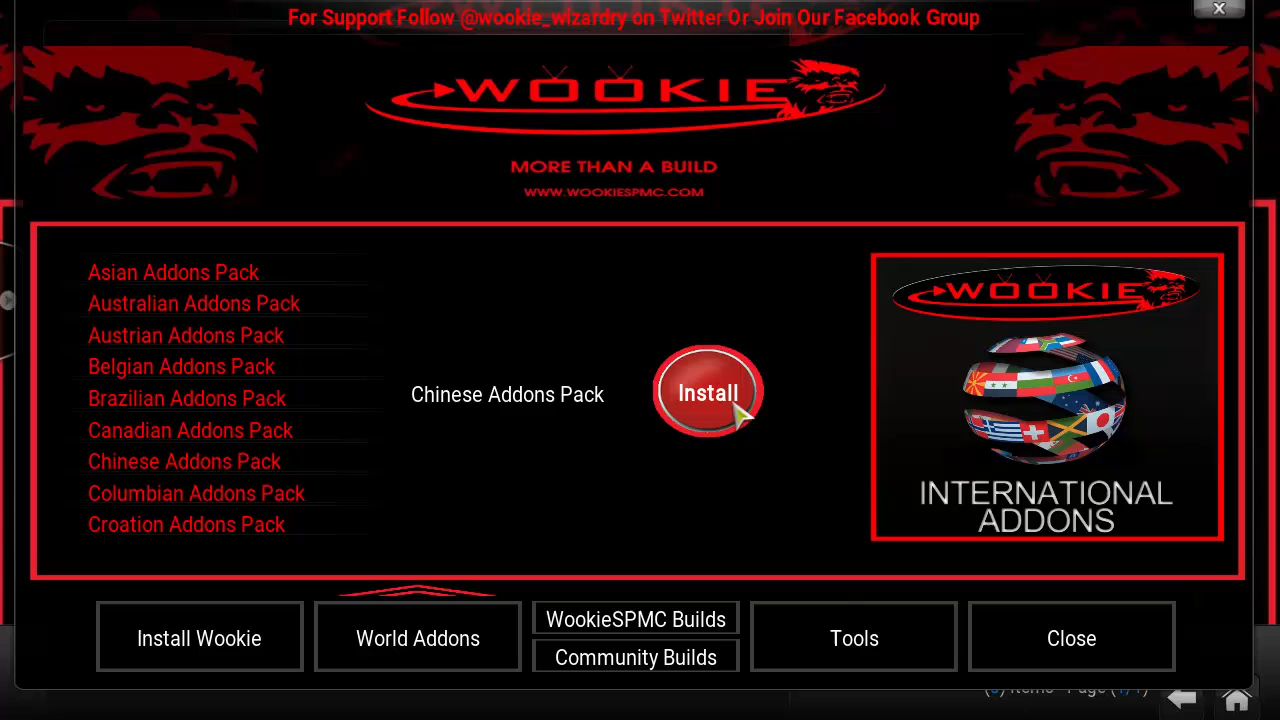 For Support Follow @wookie_wizardry on Twitter Or Join Our Facebook Group
X
WOOKIE
MORE THAN A BUILD
WWW.WOOKIESPMC.COM
Asian Addons Pack
Australian Addons Pack
Austrian Addons Pack
Belgian Addons Pack
Brazilian Addons Pack
Canadian Addons Pack
Chinese Addons Pack
Columbian Addons Pack
Croation Addons Pack
Chinese Addons Pack
Install
WOOKIE
INTERNATIONAL
ADDONS
Install Wookie
World Addons
WookieSPMC Builds
Community Builds
Tools
Close